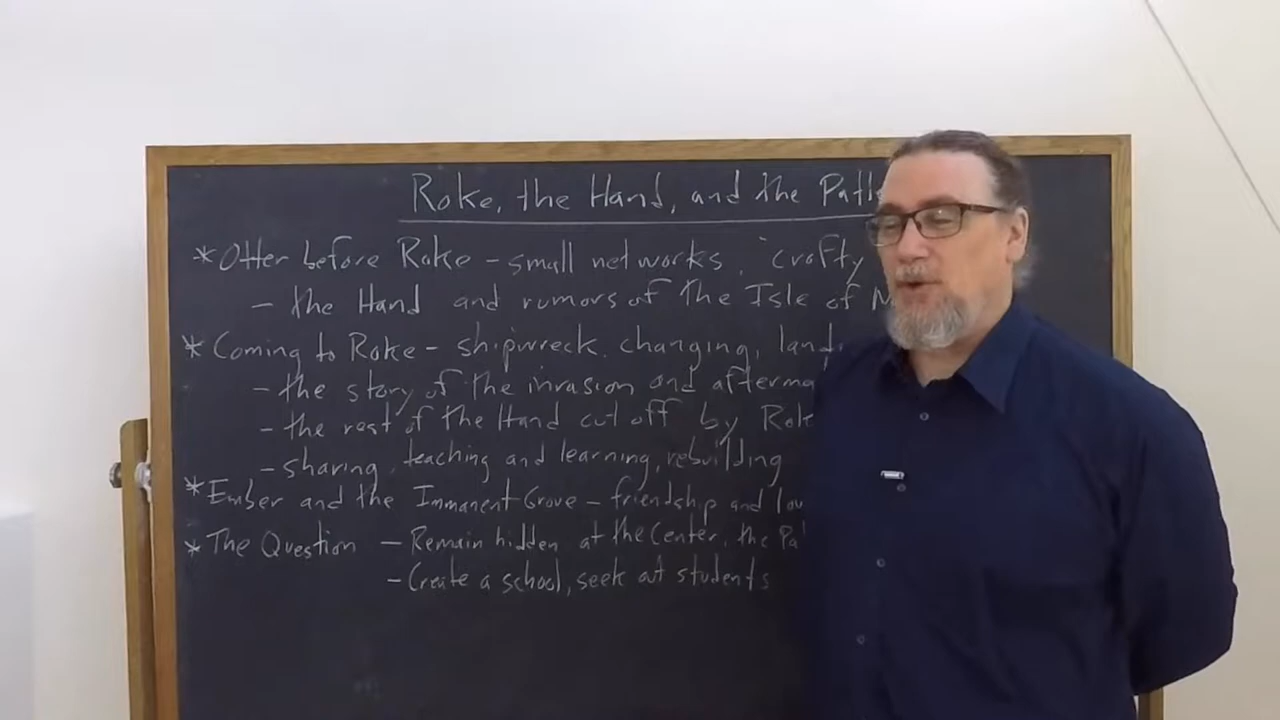 Roke, the Hand, and the Path
* Otter before Roke - small networks, "crafty
- the Hand and rumors of the Isle of
* Coming to Roke - shipwreck, changing,
- the story of the invasion and afterma
- the rest of the Hand cut off by Rok
- sharing, teaching and learning, rebuilding
* Ember and the Immanent Grove - friendship and lov
* The Question - Remain hidden at the Center, the Pa
- Create a school, seek out students